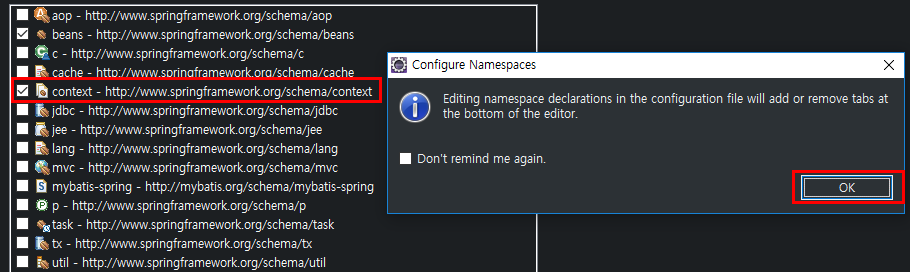 aop - http://www.springframework.org/schema/aop
beans - http://www.springframework.org/schema/beans
c - http://www.springframework.org/schema/c
cache - http://www.springframework.org/schema/cache
context - http://www.springframework.org/schema/context
jdbc - http://www.springframework.org/schema/jdbc
jee - http://www.springframework.org/schema/jee
lang - http://www.springframework.org/schema/lang
mvc - http://www.springframework.org/schema/mvc
mybatis-spring - http://mybatis.org/schema/mybatis-spring
p - http://www.springframework.org/schema/p
task - http://www.springframework.org/schema/task
tx - http://www.springframework.org/schema/tx
util - http://www.springframework.org/schema/util
Configure Namespaces
Editing namespace declarations in the configuration file will add or remove tabs at
the bottom of the editor.
Don't remind me again.
OK